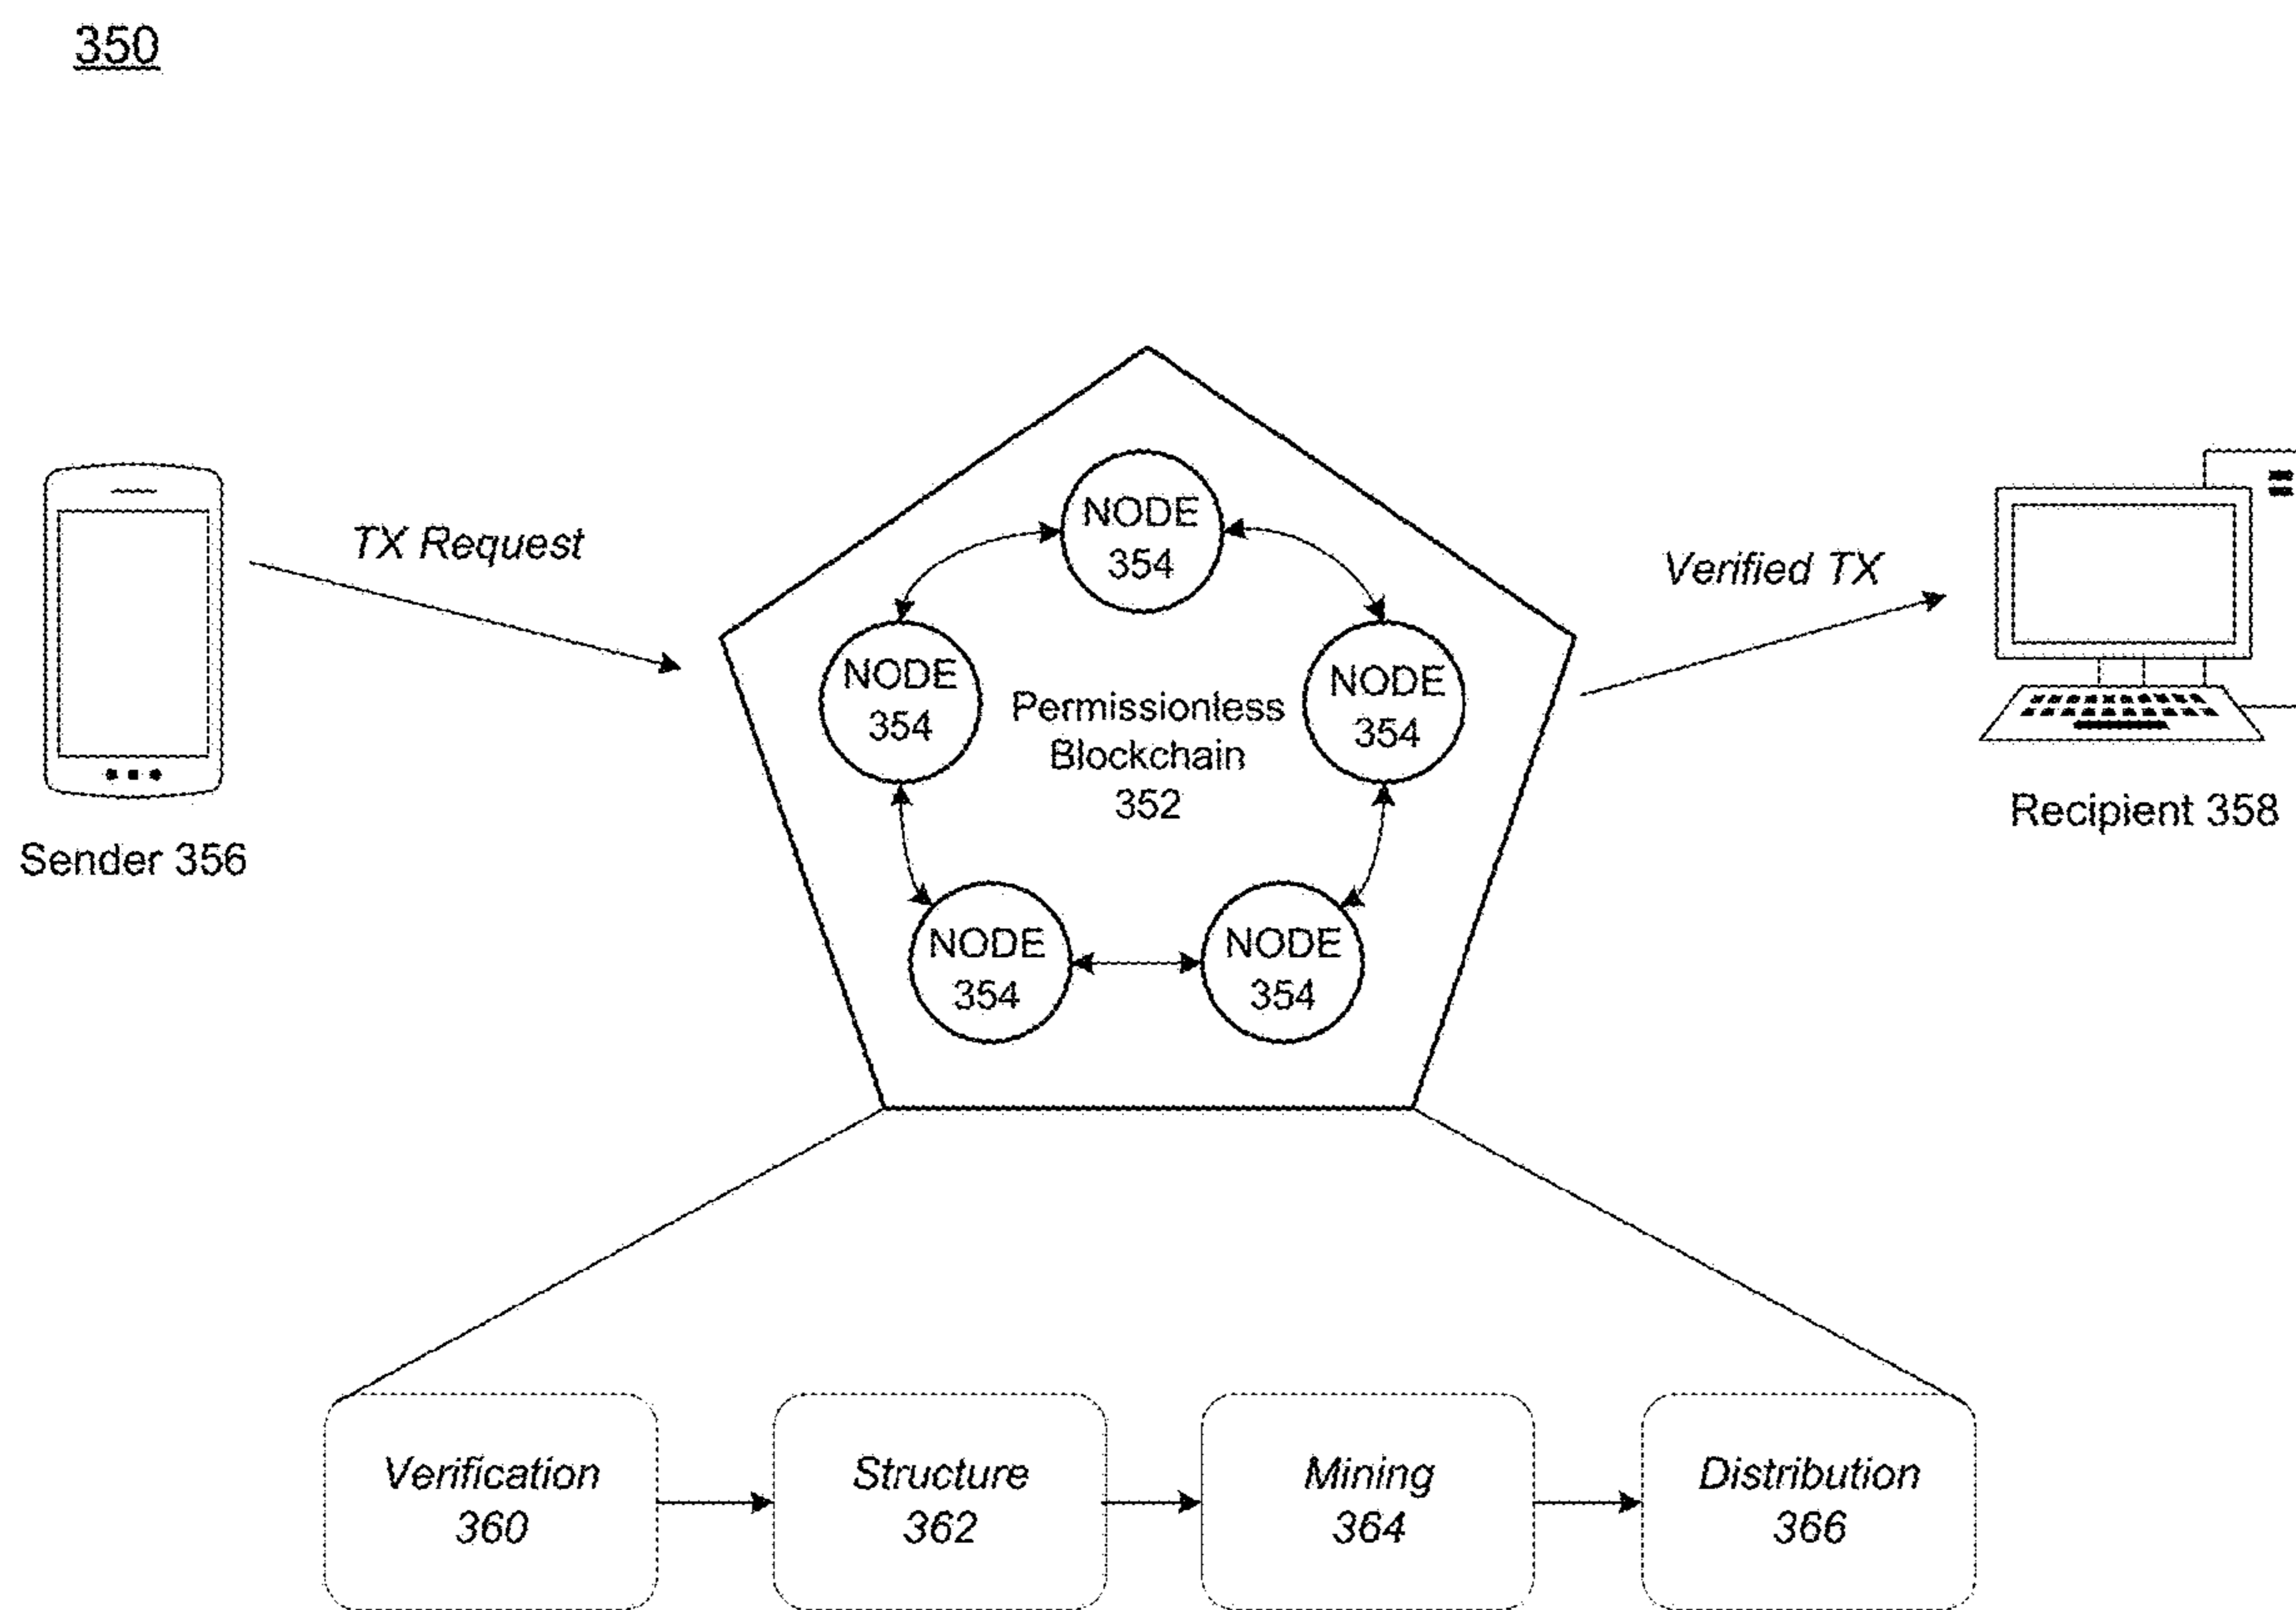 350
TX Request
Verified TX
NODE
354
NODE
354
NODE
354
Permissionless
Blockchain
352
NODE
354
NODE
354
Sender 356
Recipient 358
Verification
360
Structure
362
Mining
364
Distribution
366